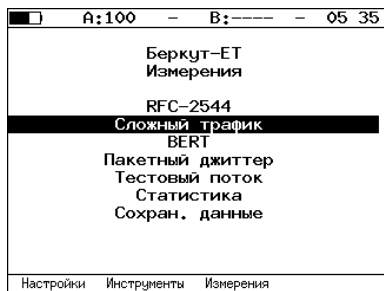 A:100 – B:---- – 05 35
Беркут-ЕТ
Измерения
RFC-2544
Сложный трафик
BERT
Пакетный джиттер
Тестовый поток
Статистика
Сохран. данные
Настройки Инструменты Измерения